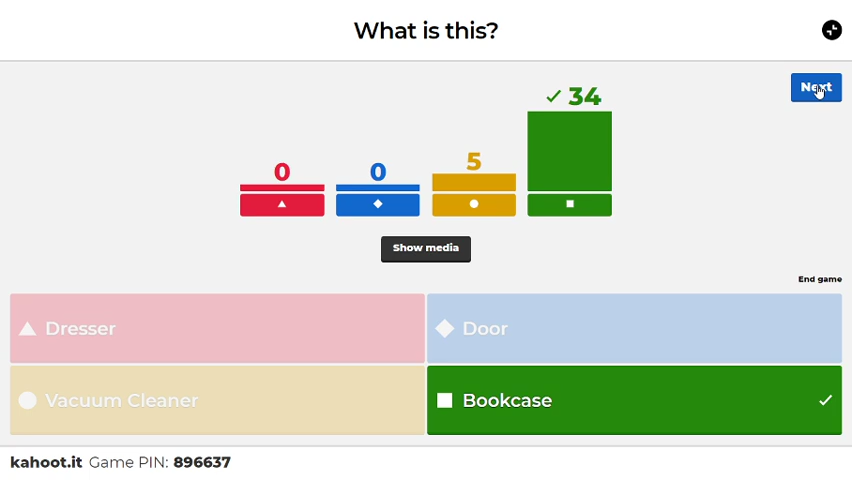 What is this?
Next
0
0
5
34
Show media
End game
Dresser
Door
Vacuum Cleaner
Bookcase
kahoot.it Game PIN: 896637